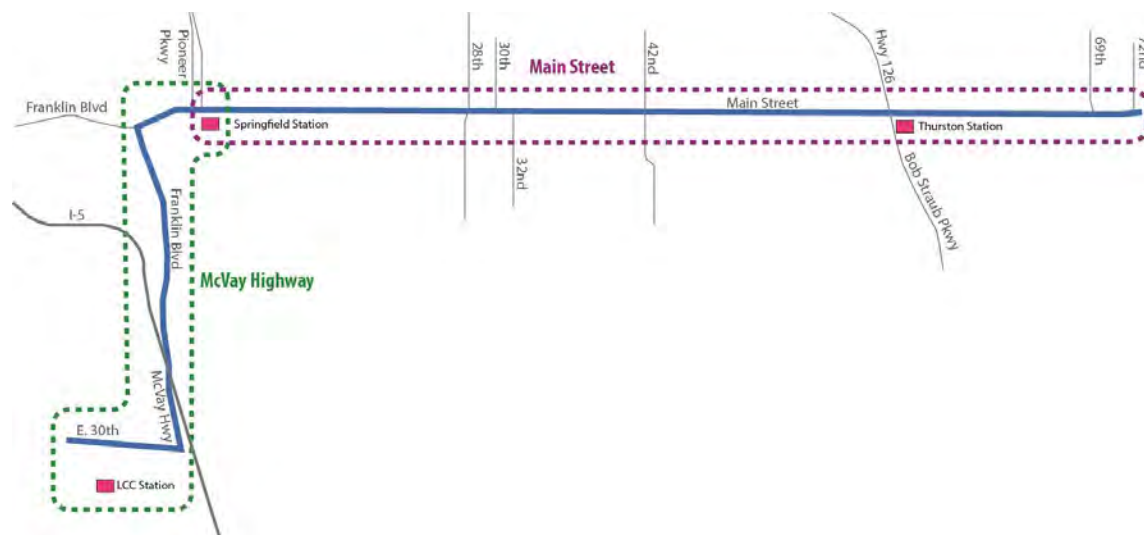 Pioneer
Pkwy
28th
30th
42nd
Hwy 126
69th
72nd
Main Street
Franklin Blvd
Main Street
Springfield Station
Thurston Station
32nd
Bob Straub Pkwy
I-5
Franklin Blvd
McVay Highway
McVay Hwy
E. 30th
LCC Station